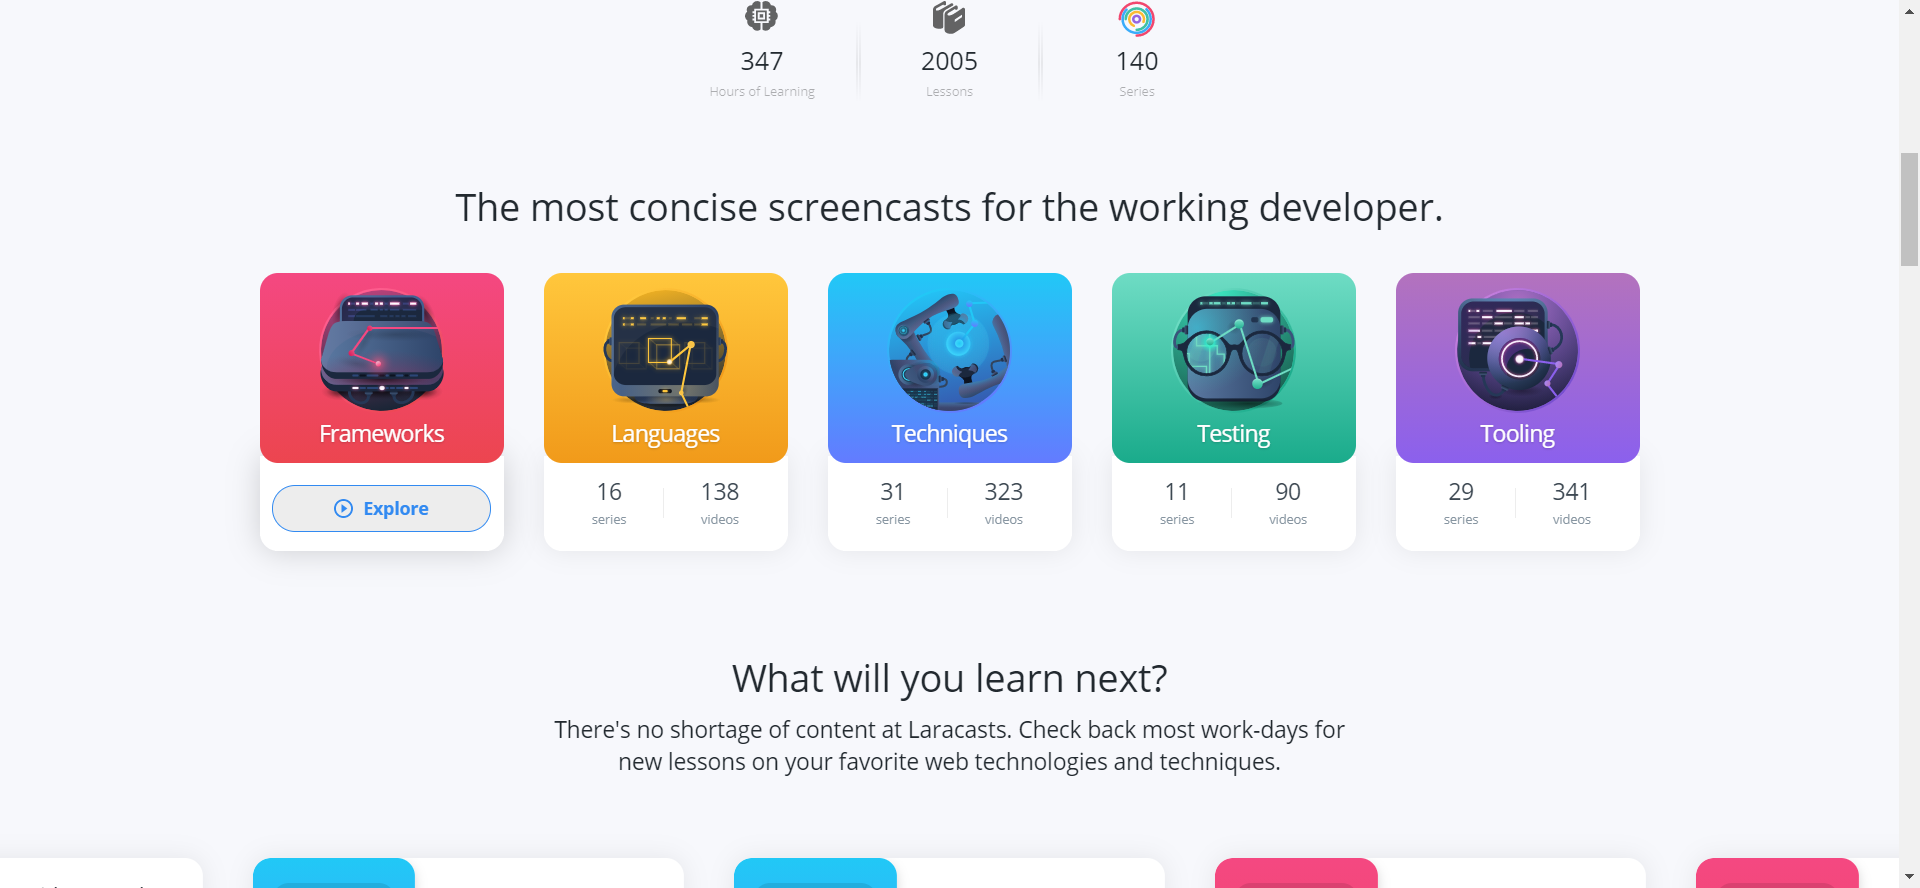 347
Hours of Learning
2005
Lessons
140
Series
The most concise screencasts for the working developer.
Frameworks
Explore
Languages
16
series
138
videos
Techniques
31
series
323
videos
Testing
11
series
90
videos
Tooling
29
series
341
videos
What will you learn next?
There's no shortage of content at Laracasts. Check back most work-days for
new lessons on your favorite web technologies and techniques.